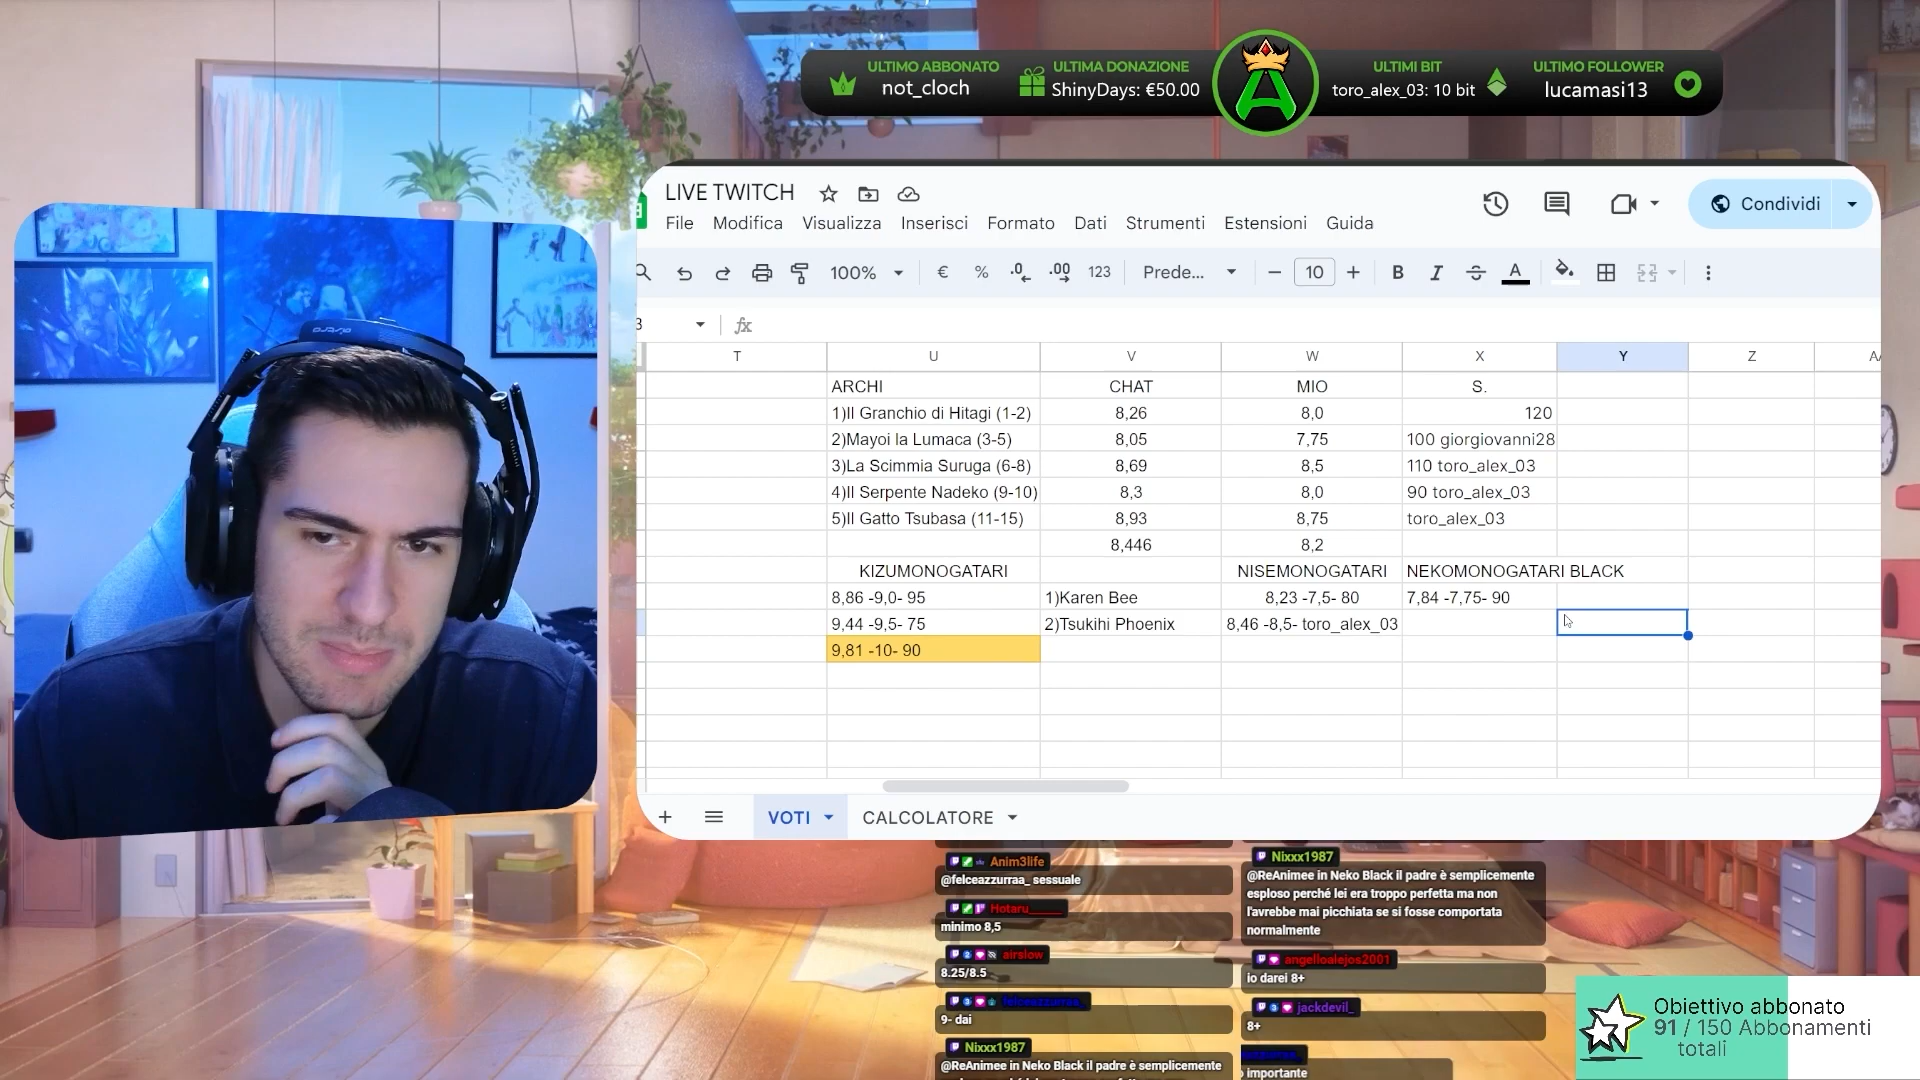 ULTIMO ABBONATO
not_cloch
ULTIMA DONAZIONE
ShinyDays: €50.00
ULTIMI BIT
toro_alex_03: 10 bit
ULTIMO FOLLOWER
lucamasi13
LIVE TWITCH
File Modifica Visualizza Inserisci Formato Dati Strumenti Estensioni Guida
Condividi
100% € % .0 .00 123 Prede... 10 B I A
3 fx
T U V W X Y Z
ARCHI CHAT MIO S.
1)Il Granchio di Hitagi (1-2) 8,26 8,0 120
2)Mayoi la Lumaca (3-5) 8,05 7,75 100 giorgiovanni28
3)La Scimmia Suruga (6-8) 8,69 8,5 110 toro_alex_03
4)Il Serpente Nadeko (9-10) 8,3 8,0 90 toro_alex_03
5)Il Gatto Tsubasa (11-15) 8,93 8,75 toro_alex_03
8,446 8,2
KIZUMONOGATARI NISEMONOGATARI NEKOMONOGATARI BLACK
8,86 -9,0- 95 1)Karen Bee 8,23 -7,5- 80 7,84 -7,75- 90
9,44 -9,5- 75 2)Tsukihi Phoenix 8,46 -8,5- toro_alex_03
9,81 -10- 90
VOTI CALCOLATORE
Anim3life
@felceazzurraa_ sessuale
Hotaru_____
minimo 8,5
airslow
8.25/8.5
felceazzurraa_
9- dai
Nixxx1987
@ReAnimee in Neko Black il padre è semplicemente
Nixxx1987
@ReAnimee in Neko Black il padre è semplicemente
esploso perché lei era troppo perfetta ma non
l'avrebbe mai picchiata se si fosse comportata
normalmente
angelloalejos2001
io darei 8+
jackdevil_
8+
importante
Obiettivo abbonato
91 / 150 Abbonamenti
totali